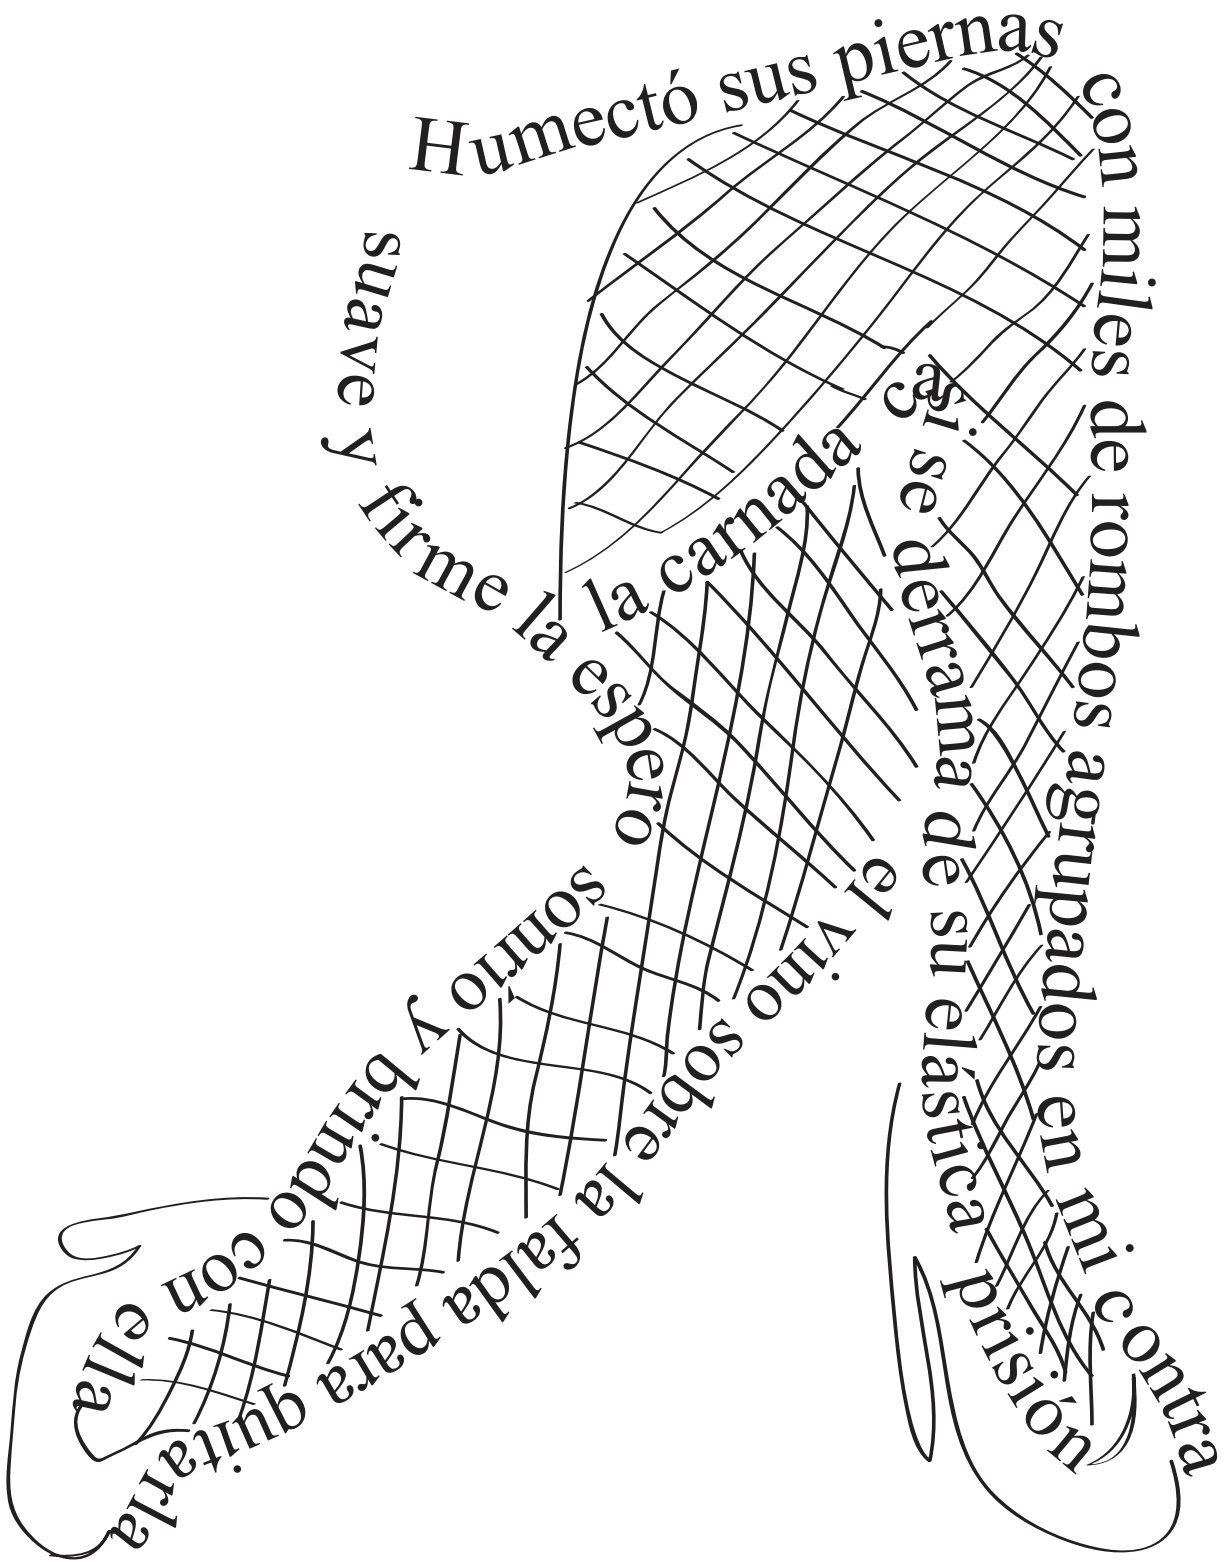 Humectó sus piernas
con miles de rombos agrupados en mi contra
suave y firme la espero
la carnada
casi se derrama de su elástica prisión
el vino sobre la falda para quitarla
sonrío y brindo con ella